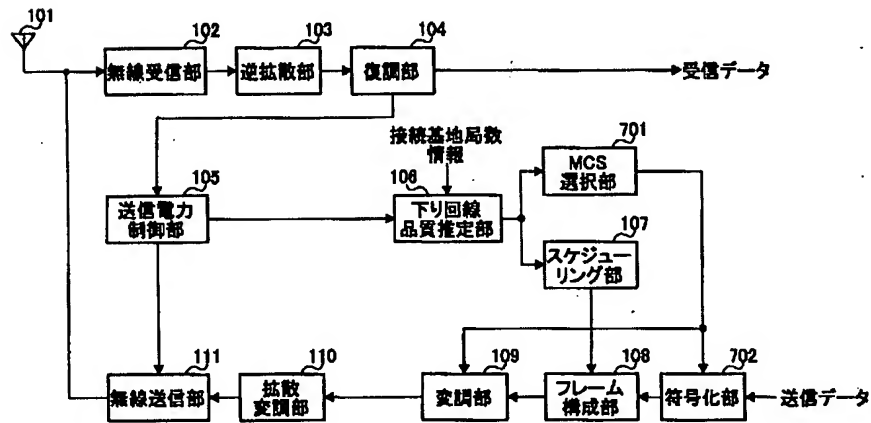 101
102
103
104
無線受信部
逆拡散部
復調部
受信データ
接続基地局数
情報
701
MCS
選択部
105
106
送信電力
制御部
下り回線
品質推定部
107
スケジュー
リング部
111
110
109
108
702
無線送信部
拡散
変調部
変調部
フレーム
構成部
符号化部
送信データ